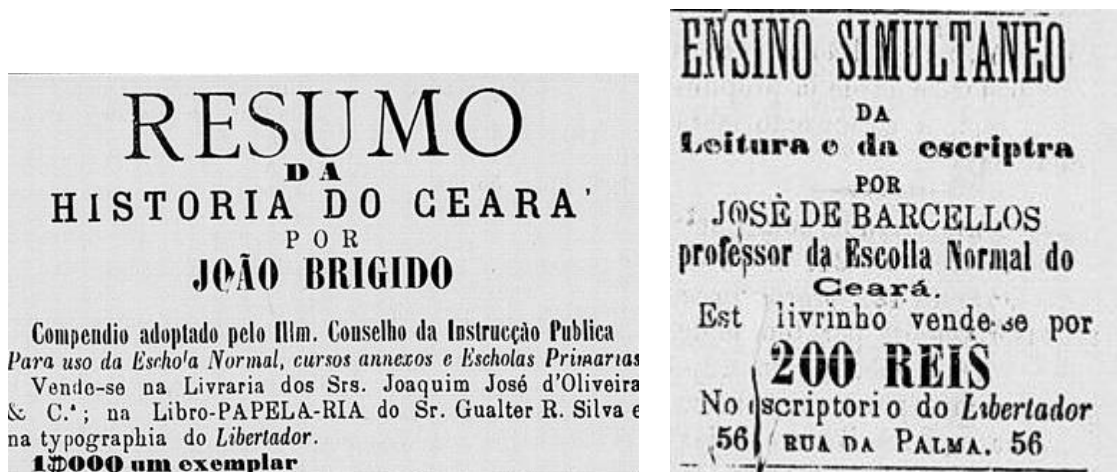 RESUMO
DA
HISTORIA DO CEARA'
POR
JOÃO BRIGIDO
Compendio adoptado pelo Illm. Conselho da Instrucção Publica
Para uso da Eschola Normal, cursos annexos e Escholas Primarias
Vende-se na Livraria dos Srs. Joaquim José d'Oliveira
& C.ª; na Libro-PAPELA-RIA do Sr. Gualter R. Silva e
na typographia do Libertador.
1$000 um exemplar
ENSINO SIMULTANEO
DA
Leitura e da escriptra
POR
JOSÈ DE BARCELLOS
professor da Escolla Normal do
Ceará.
Est livrinho vende-se por
200 REIS
No scriptorio do Libertador
56 RUA DA PALMA. 56